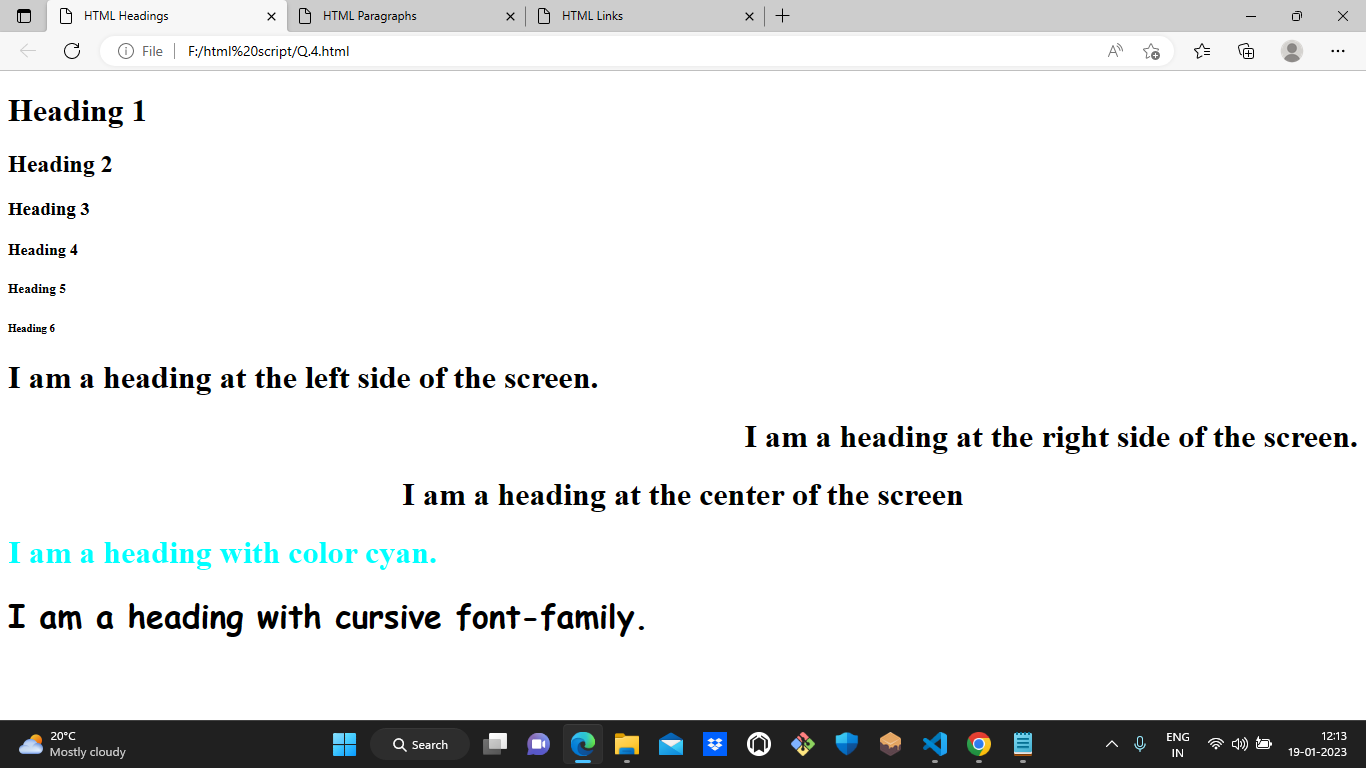 HTML Headings
HTML Paragraphs
HTML Links
File
F:/html%20script/Q.4.html
Heading 1
Heading 2
Heading 3
Heading 4
Heading 5
Heading 6
I am a heading at the left side of the screen.
I am a heading at the right side of the screen.
I am a heading at the center of the screen
I am a heading with color cyan.
I am a heading with cursive font-family.
20°C
Mostly cloudy
Search
ENG
IN
12:13
19-01-2023